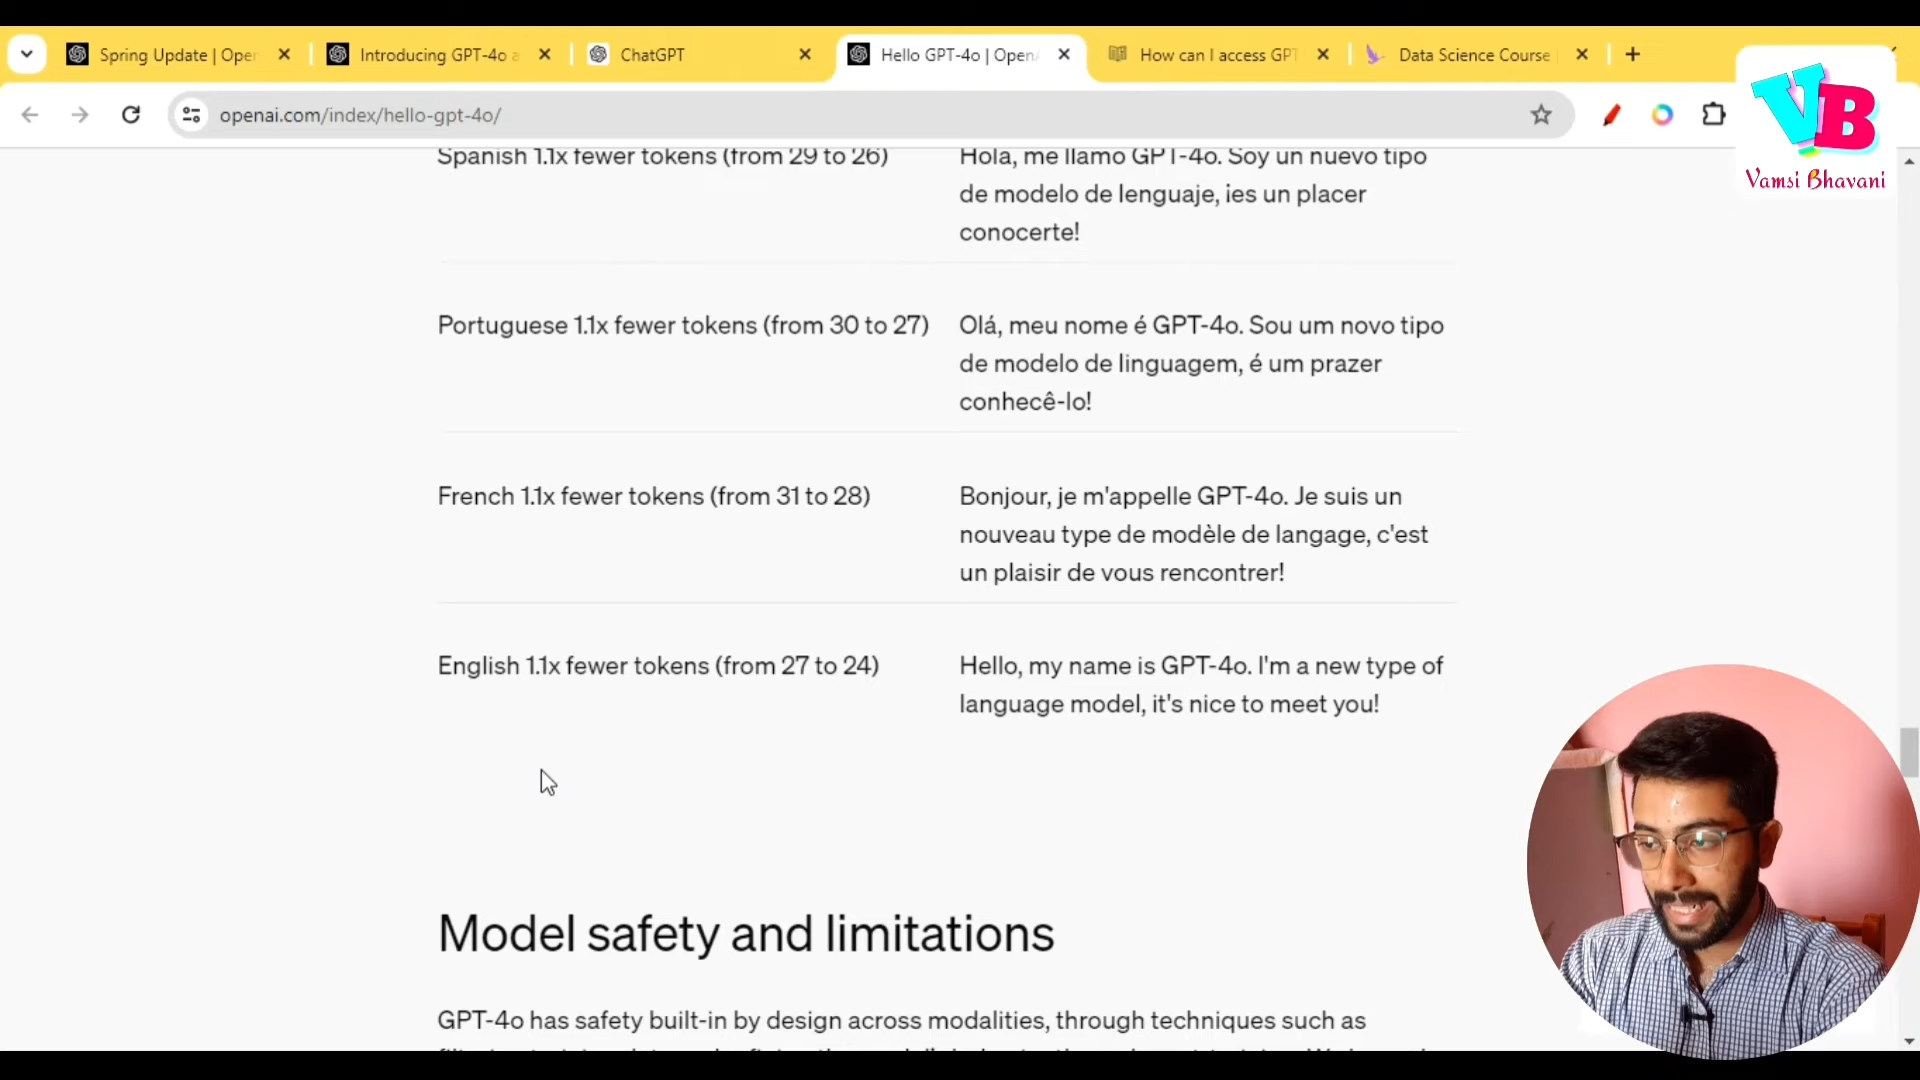 Spring Update | Oper
Introducing GPT-4o a
ChatGPT
Hello GPT-4o | OpenA
How can I access GPT
Data Science Course
openai.com/index/hello-gpt-4o/
VB
Vamsi Bhavani
Spanish 1.1x fewer tokens (from 29 to 26)
Hola, me llamo GPT-4o. Soy un nuevo tipo
de modelo de lenguaje, ¡es un placer
conocerte!
Portuguese 1.1x fewer tokens (from 30 to 27)
Olá, meu nome é GPT-4o. Sou um novo tipo
de modelo de linguagem, é um prazer
conhecê-lo!
French 1.1x fewer tokens (from 31 to 28)
Bonjour, je m'appelle GPT-4o. Je suis un
nouveau type de modèle de langage, c'est
un plaisir de vous rencontrer!
English 1.1x fewer tokens (from 27 to 24)
Hello, my name is GPT-4o. I'm a new type of
language model, it's nice to meet you!
Model safety and limitations
GPT-4o has safety built-in by design across modalities, through techniques such as